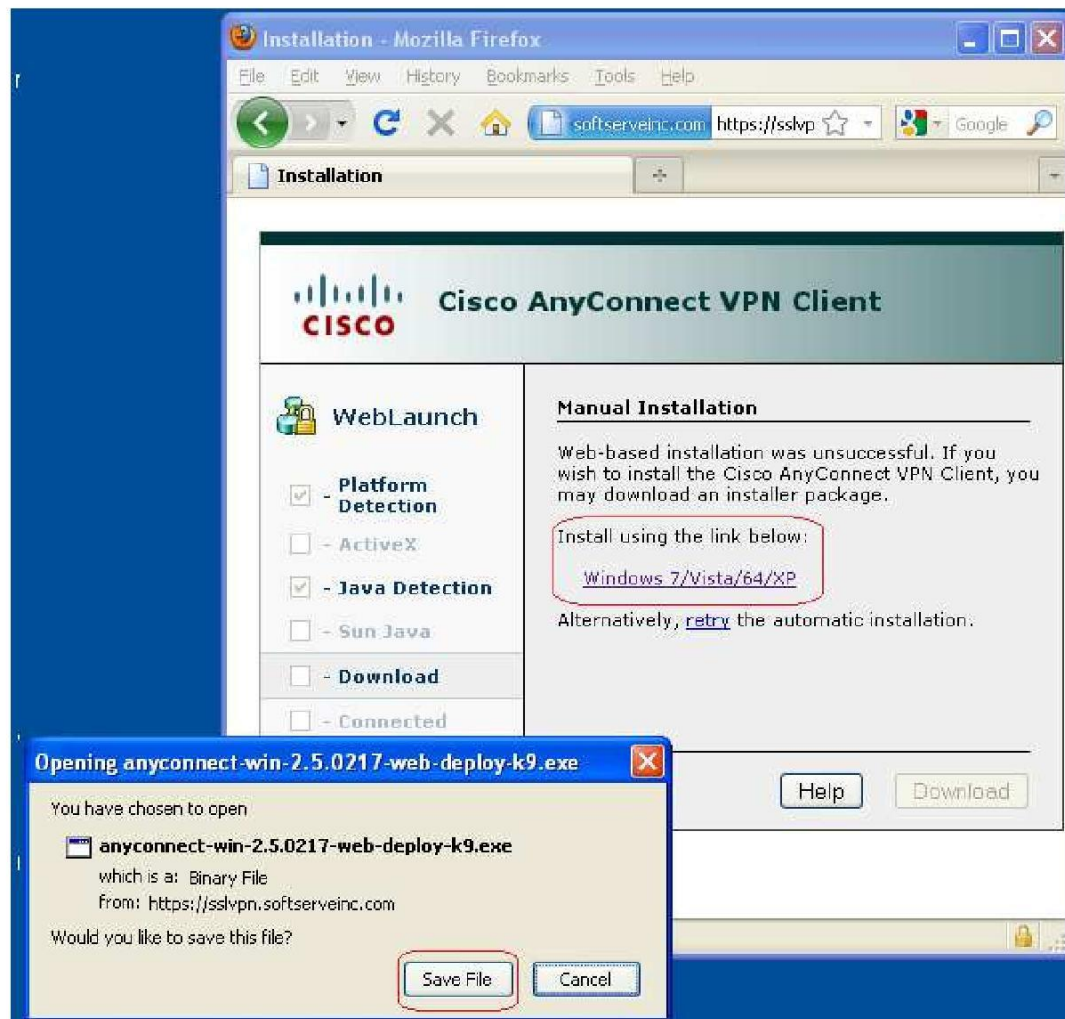 Installation - Mozilla Firefox
File Edit View History Bookmarks Tools Help
softserveinc.com https://sslvp Google
Installation
CISCO
Cisco AnyConnect VPN Client
WebLaunch
- Platform Detection
- ActiveX
- Java Detection
- Sun Java
- Download
- Connected
Manual Installation
Web-based installation was unsuccessful. If you
wish to install the Cisco AnyConnect VPN Client, you
may download an installer package.
Install using the link below:
Windows 7/Vista/64/XP
Alternatively, retry the automatic installation.
Help Download
Opening anyconnect-win-2.5.0217-web-deploy-k9.exe
You have chosen to open
anyconnect-win-2.5.0217-web-deploy-k9.exe
which is a: Binary File
from: https://sslvpn.softserveinc.com
Would you like to save this file?
Save File Cancel